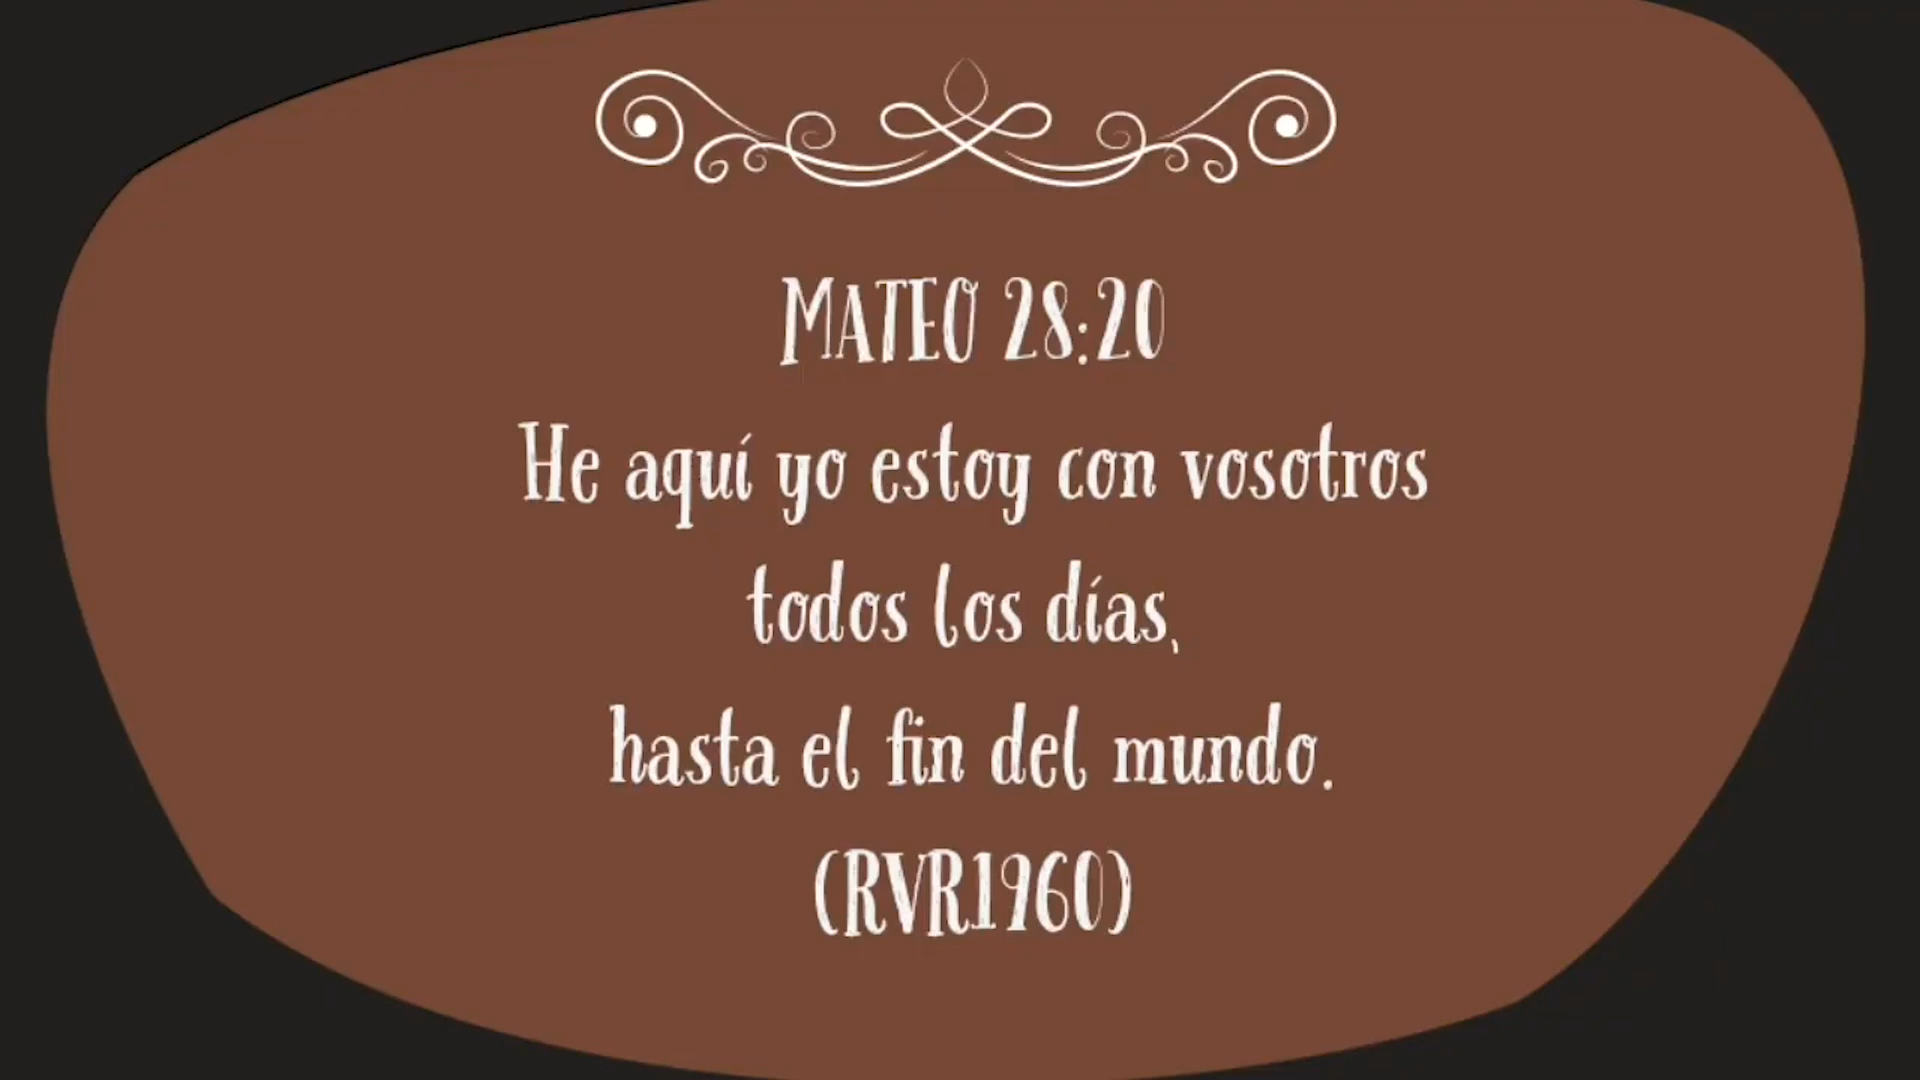 MATEO 28:20
He aquí yo estoy con vosotros
todos los días,
hasta el fin del mundo.
(RVR1960)